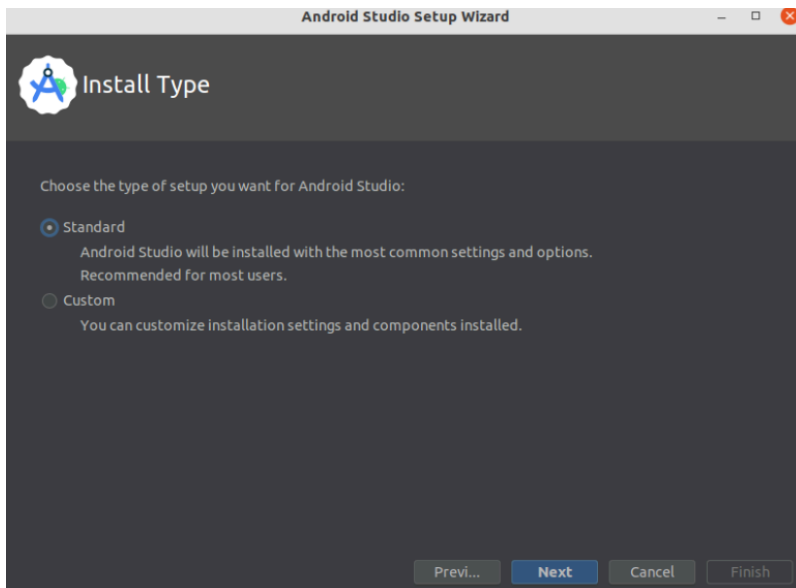 Android Studio Setup Wizard
Install Type
Choose the type of setup you want for Android Studio:
Standard
Android Studio will be installed with the most common settings and options.
Recommended for most users.
Custom
You can customize installation settings and components installed.
Previ... Next Cancel Finish